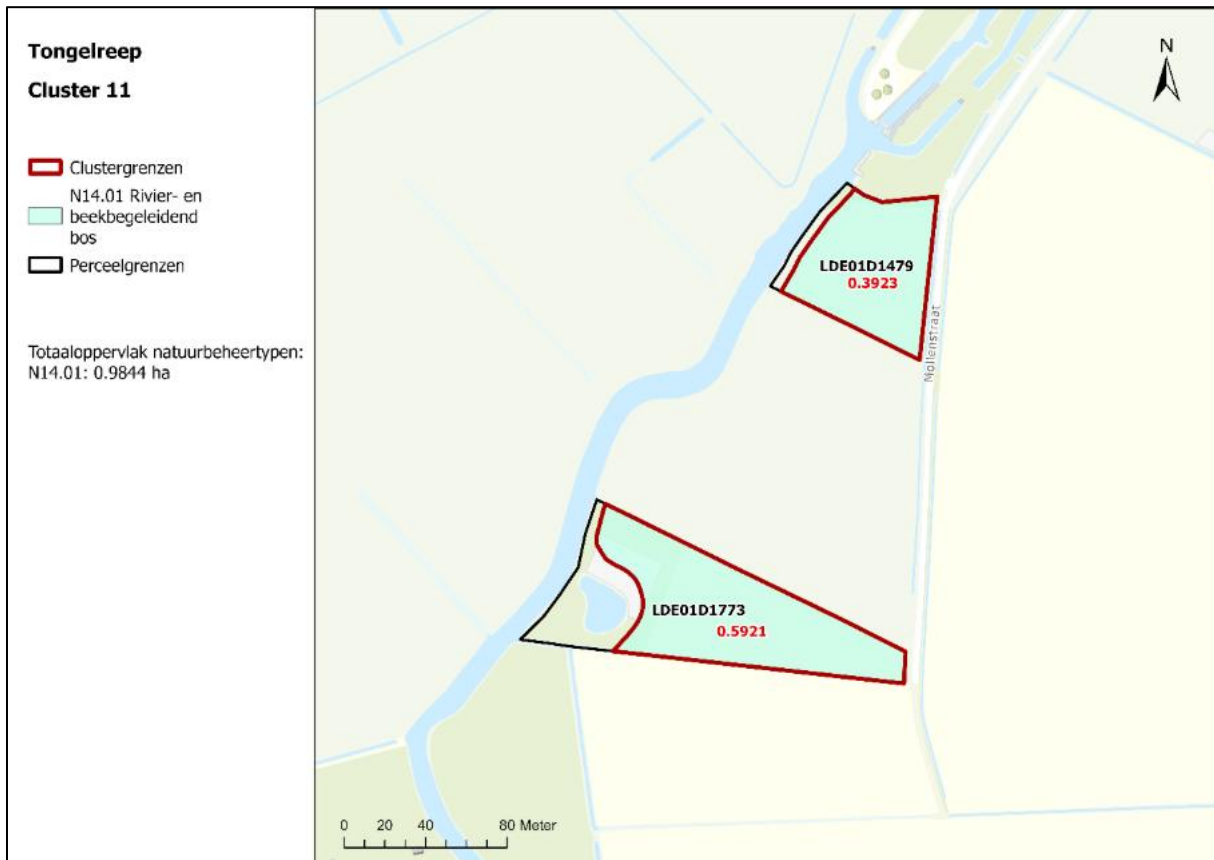 Tongelreep
Cluster 11
Clustergrenzen
N14.01 Rivier- en
beekbegeleidend
bos
Perceelgrenzen
Totaaloppervlak natuurbeheertypen:
N14.01: 0.9844 ha
N
LDE01D1479
0.3923
Mollenstraat
LDE01D1773
0.5921
0 20 40 80 Meter